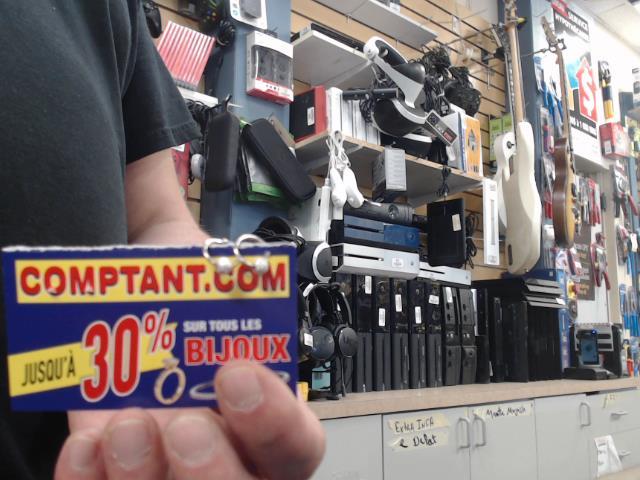 COMPTANT.COM
JUSQU'À
30%
SUR TOUS LES
BIJOUX